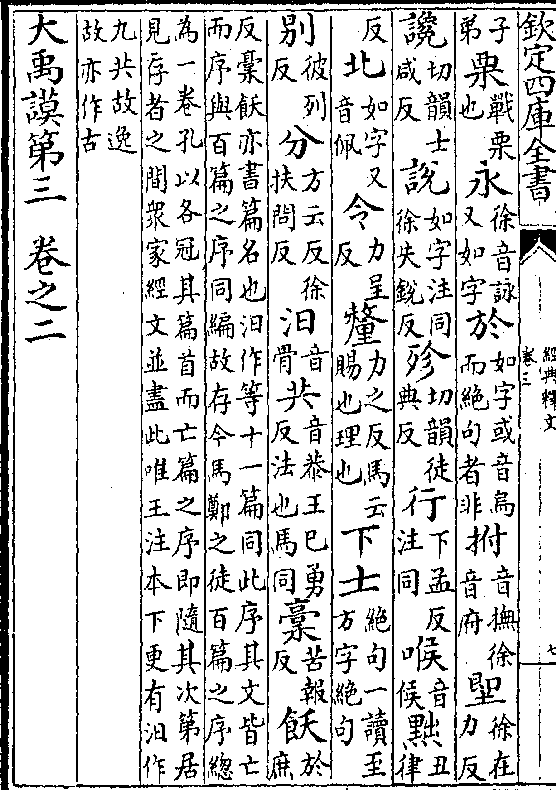 欽定四庫全書 經典釋文 卷三 七
子弟栗戰栗也永徐音詠又如字於如字或音烏而絶句者非拊音撫徐音府堲徐在力反
讒切韻士咸反說如字注同徐失銳反殄切韻徒典反行下孟反注同喉音候黜丑律
反北如字又音佩令力呈反釐力之反馬云賜也理也下士絶句一讀至方字絶句
別彼列反分方云反徐扶問反汨音骨共音恭王已勇反法也馬同槀苦報反飫於庶
反槀飫亦書篇名也汨作等十一篇同此序其文皆亡
而序與百篇之序同編故存今馬鄭之徒百篇之序總
為一卷孔以各冠其篇首而亡篇之序即隨其次第居
見存者之間衆家經文並盡此唯王注本下更有汨作
九共故逸
故亦作古
大禹謨第三 卷之二